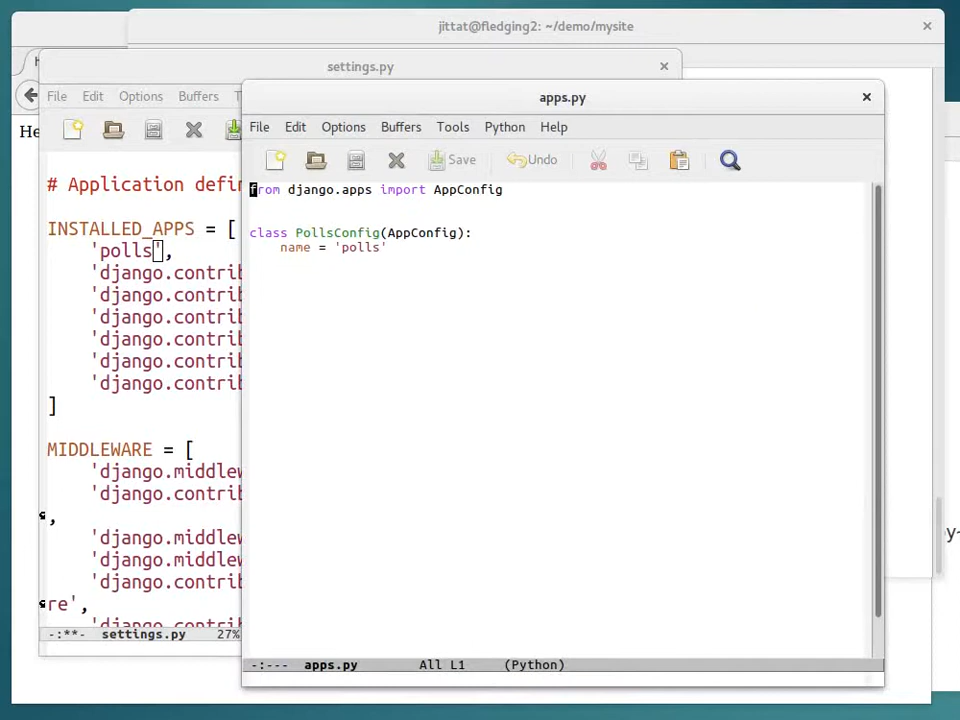 jittat@fledging2: ~/demo/mysite
settings.py
File Edit Options Buffers T
He
# Application defin
INSTALLED_APPS = [
'polls',
'django.contrib
'django.contrib
'django.contrib
'django.contrib
'django.contrib
'django.contrib
]
MIDDLEWARE = [
'django.middlew
'django.contrib
,
'django.middlew
'django.middlew
'django.contrib
re',
'django.contrib
-:**- settings.py 27%
apps.py
File Edit Options Buffers Tools Python Help
Save Undo
from django.apps import AppConfig
class PollsConfig(AppConfig):
name = 'polls'
-:--- apps.py All L1 (Python)